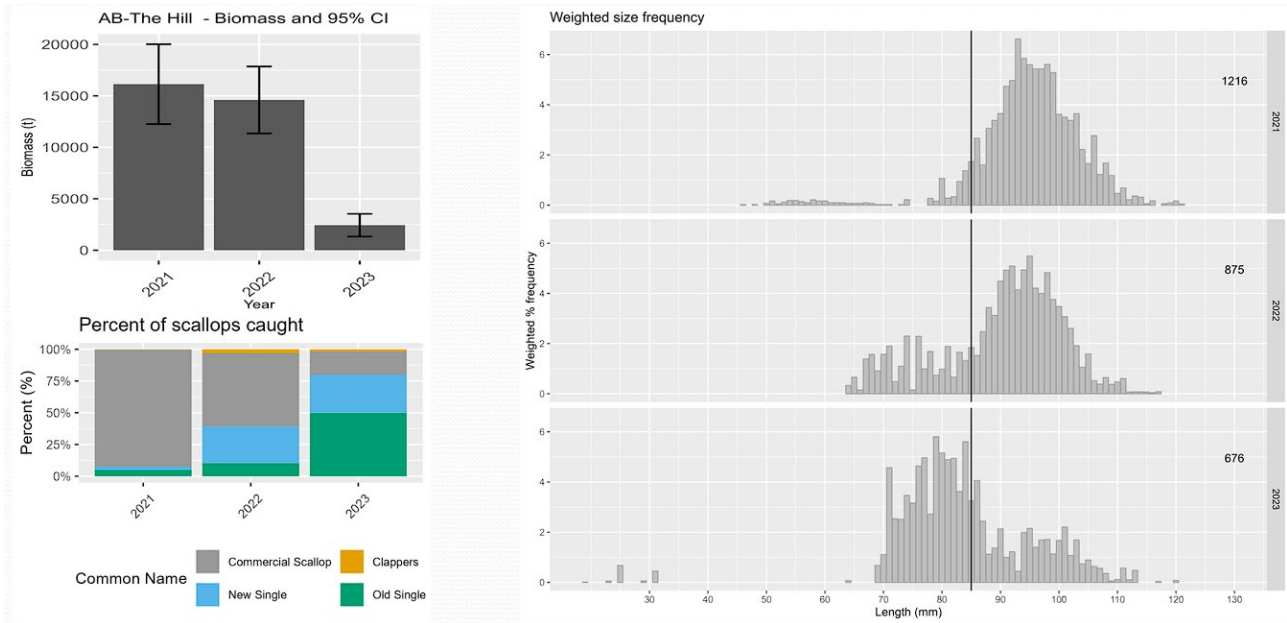 AB-The Hill - Biomass and 95% CI
20000
15000
10000
5000
0
Biomass (t)
2021
2022
2023
Year
Percent of scallops caught
100%
75%
50%
25%
0%
Percent (%)
2021
2022
2023
Common Name
Commercial Scallop
Clappers
New Single
Old Single
Weighted size frequency
6
4
2
0
1216
2021
6
4
2
0
875
2022
6
4
2
0
676
2023
Weighted % frequency
30 40 50 60 70 80 90 100 110 120 130
Length (mm)